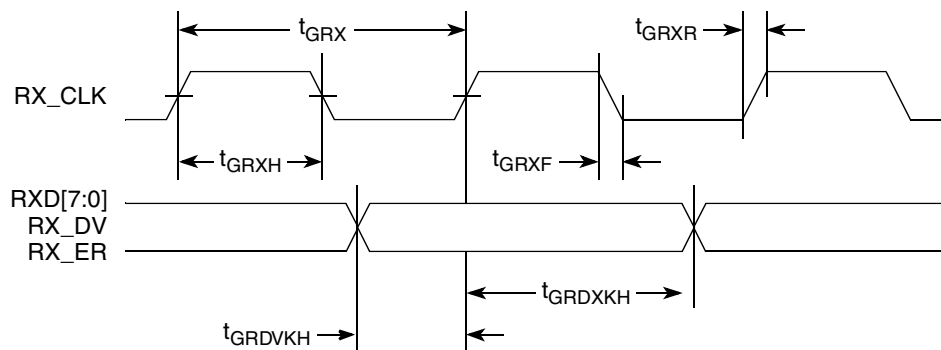 tGRX
tGRXR
RX_CLK
tGRXH
tGRXF
RXD[7:0]
RX_DV
RX_ER
tGRDXKH
tGRDVKH